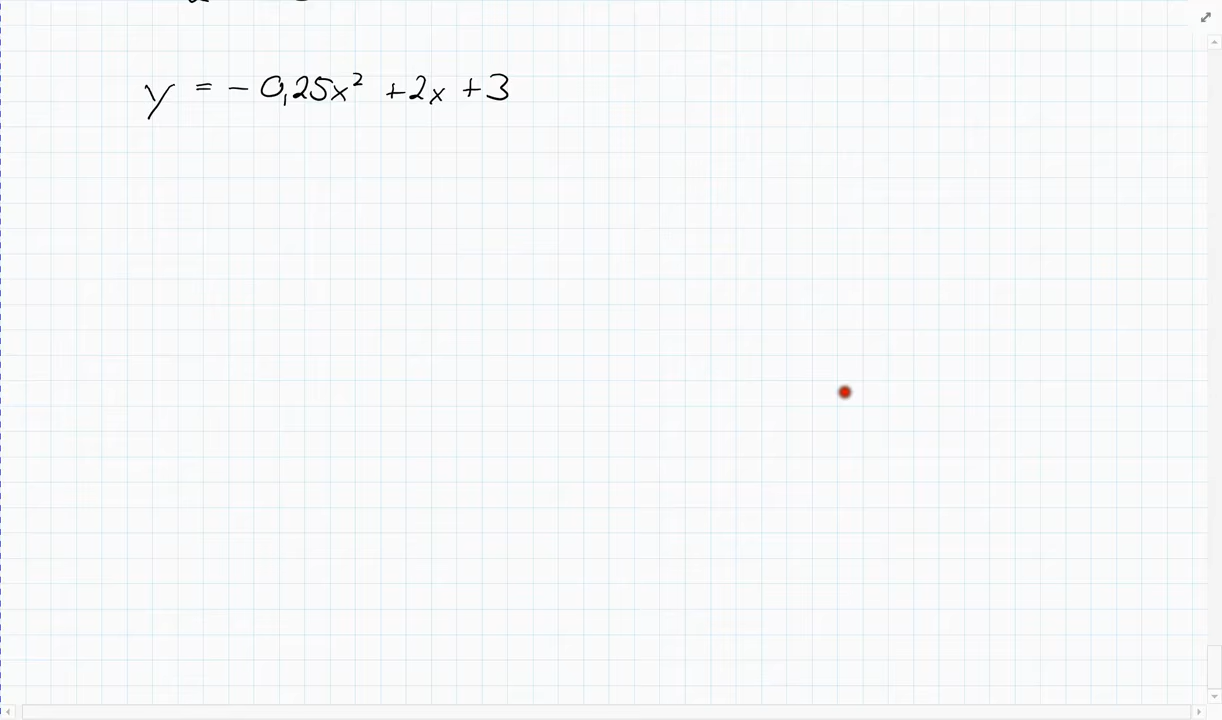 y = - 0,25x² +2x +3